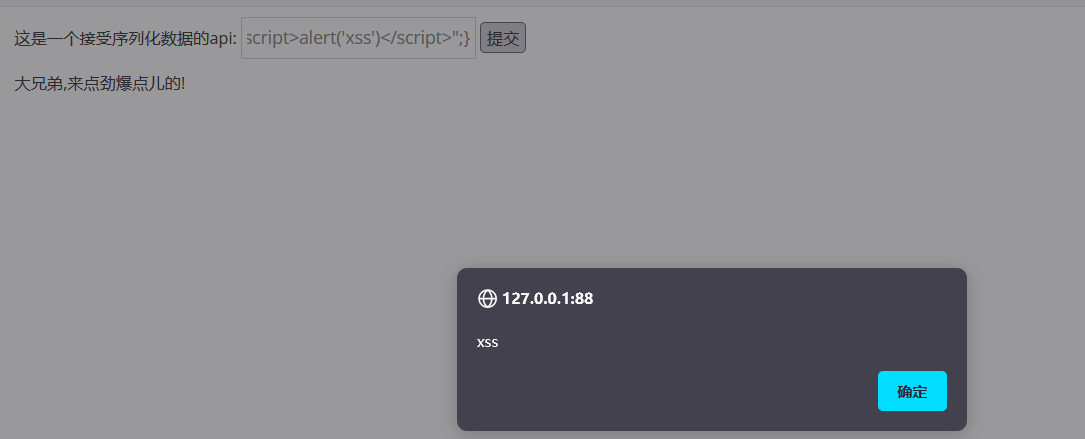 这是一个接受序列化数据的api: script>alert('xss')</script>";} 提交
大兄弟,来点劲爆点儿的!
127.0.0.1:88
xss
确定